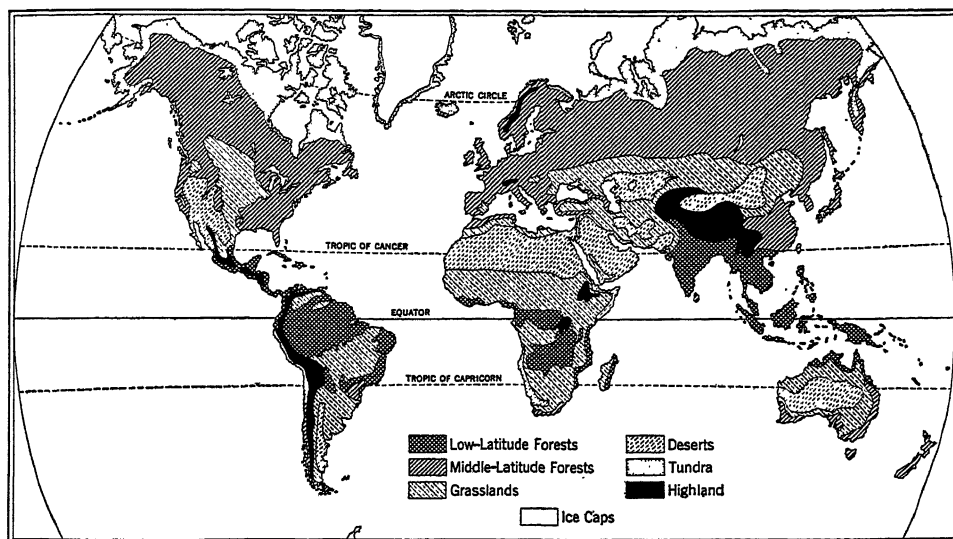 ARCTIC CIRCLE
TROPIC OF CANCER
EQUATOR
TROPIC OF CAPRICORN
Low-Latitude Forests
Middle-Latitude Forests
Grasslands
Deserts
Tundra
Highland
Ice Caps